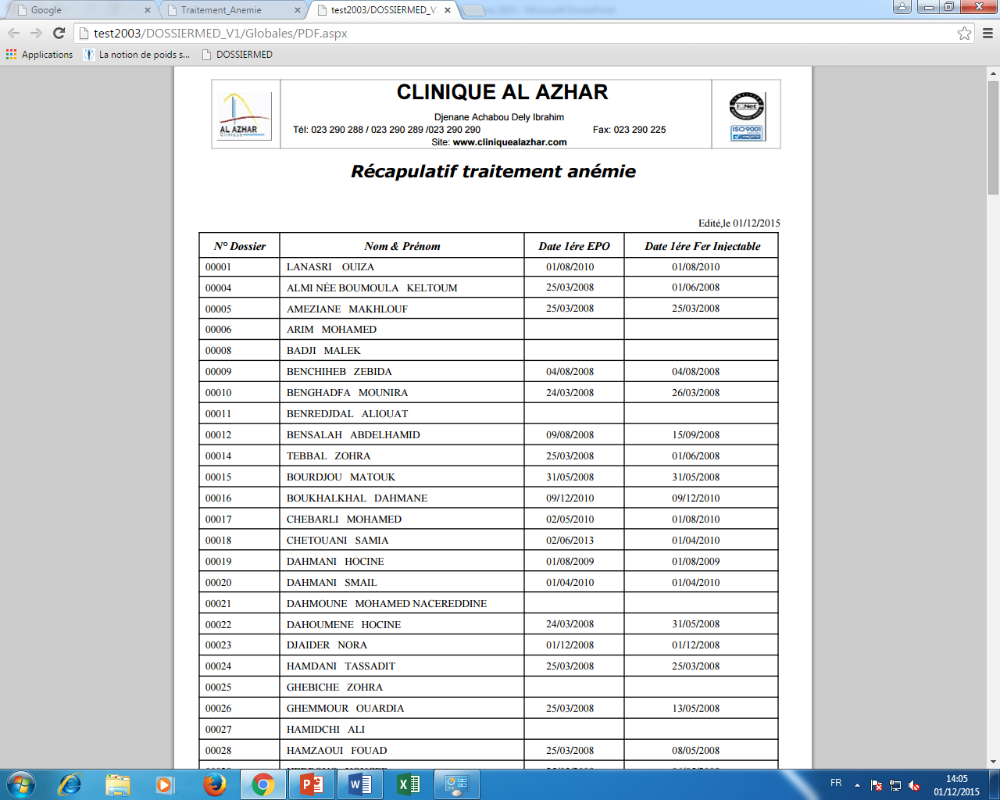 Google
Traitement_Anemie
test2003/DOSSIERMED_V
test2003/DOSSIERMED_V1/Globales/PDF.aspx
Applications
La notion de poids s...
DOSSIERMED
AL AZHAR
Clinique
CLINIQUE AL AZHAR
Djenane Achabou Dely Ibrahim
Tél: 023 290 288 / 023 290 289 /023 290 290 Fax: 023 290 225
Site: www.cliniquealazhar.com
IQNet
ISO 9001
Récapulatif traitement anémie
Edité,le 01/12/2015
N° Dossier Nom & Prénom Date 1ére EPO Date 1ére Fer Injectable
00001 LANASRI OUIZA 01/08/2010 01/08/2010
00004 ALMI NÉE BOUMOULA KELTOUM 25/03/2008 01/06/2008
00005 AMEZIANE MAKHLOUF 25/03/2008 25/03/2008
00006 ARIM MOHAMED
00008 BADJI MALEK
00009 BENCHIHEB ZEBIDA 04/08/2008 04/08/2008
00010 BENGHADFA MOUNIRA 24/03/2008 26/03/2008
00011 BENREDJDAL ALIOUAT
00012 BENSALAH ABDELHAMID 09/08/2008 15/09/2008
00014 TEBBAL ZOHRA 25/03/2008 01/06/2008
00015 BOURDJOU MATOUK 31/05/2008 31/05/2008
00016 BOUKHALKHAL DAHMANE 09/12/2010 09/12/2010
00017 CHEBARLI MOHAMED 02/05/2010 01/08/2010
00018 CHETOUANI SAMIA 02/06/2013 01/04/2010
00019 DAHMANI HOCINE 01/08/2009 01/08/2009
00020 DAHMANI SMAIL 01/04/2010 01/04/2010
00021 DAHMOUNE MOHAMED NACEREDDINE
00022 DAHOUMENE HOCINE 24/03/2008 31/05/2008
00023 DJAIDER NORA 01/12/2008 01/12/2008
00024 HAMDANI TASSADIT 25/03/2008 25/03/2008
00025 GHEBICHE ZOHRA
00026 GHEMMOUR OUARDIA 25/03/2008 13/05/2008
00027 HAMIDCHI ALI
00028 HAMZAOUI FOUAD 25/03/2008 08/05/2008
FR
14:05
01/12/2015